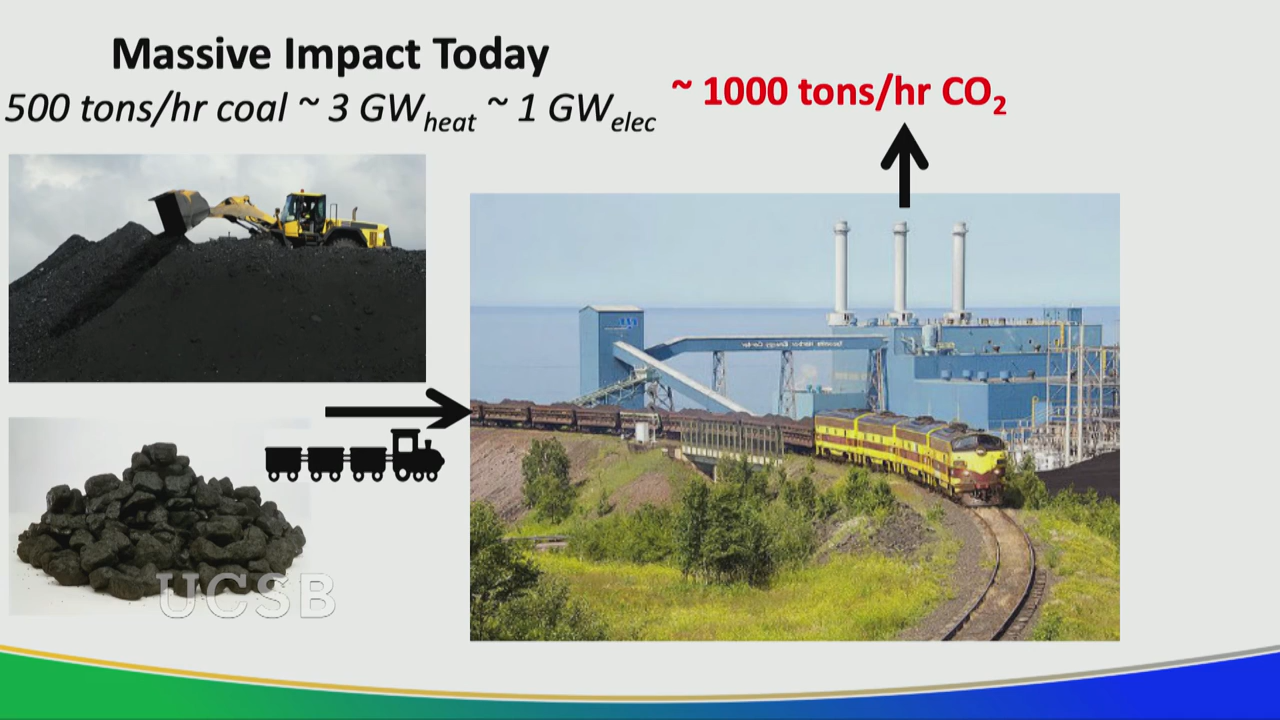 Massive Impact Today
500 tons/hr coal ~ 3 GWheat ~ 1 GWelec
~ 1000 tons/hr CO2
UCSB